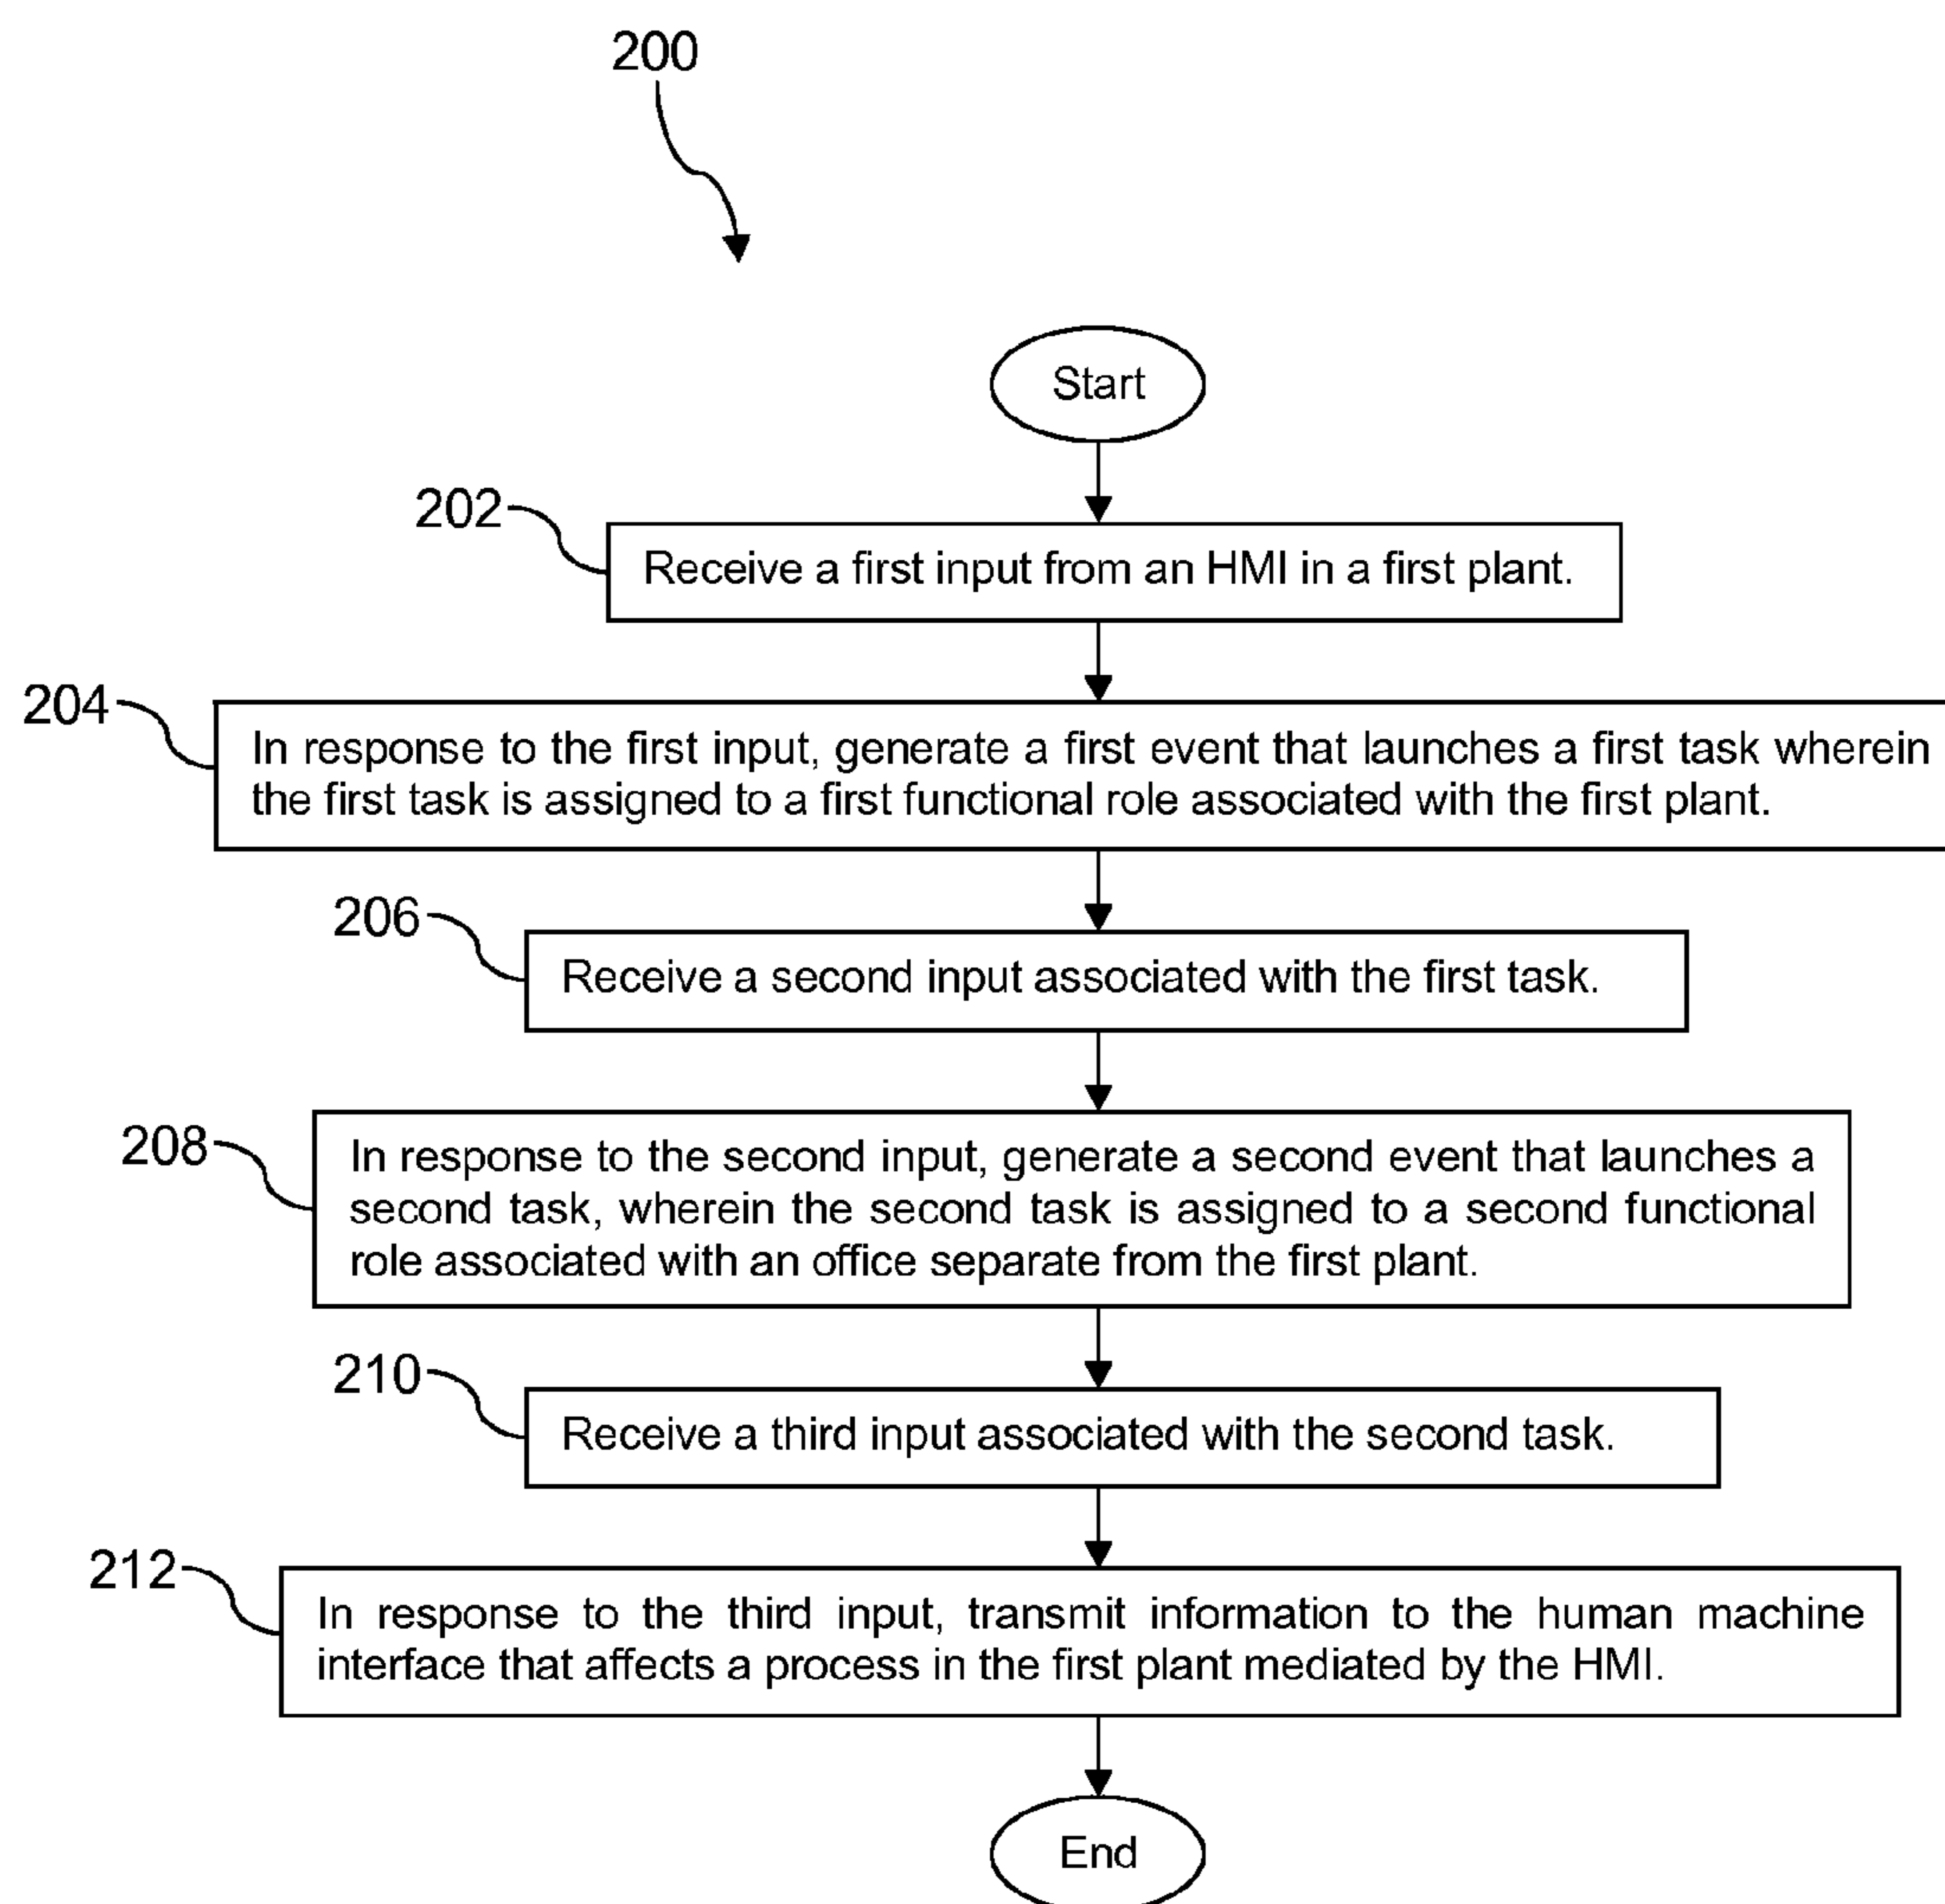 200
Start
202
Receive a first input from an HMI in a first plant.
204
In response to the first input, generate a first event that launches a first task wherein
the first task is assigned to a first functional role associated with the first plant.
206
Receive a second input associated with the first task.
208
In response to the second input, generate a second event that launches a
second task, wherein the second task is assigned to a second functional
role associated with an office separate from the first plant.
210
Receive a third input associated with the second task.
212
In response to the third input, transmit information to the human machine
interface that affects a process in the first plant mediated by the HMI.
End